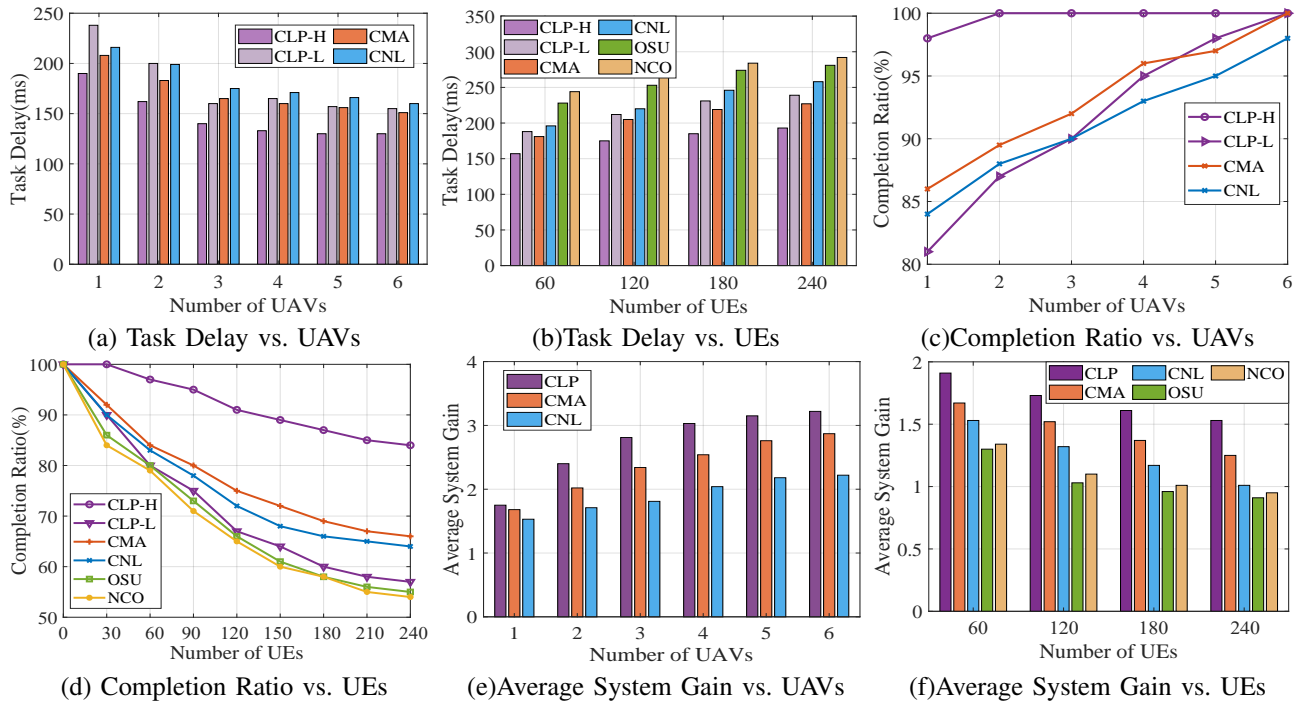 250
200
150
100
50
0
Task Delay(ms)
CLP-H
CLP-L
CMA
CNL
1 2 3 4 5 6
Number of UAVs
(a) Task Delay vs. UAVs
350
300
250
200
150
100
50
0
Task Delay(ms)
CLP-H
CLP-L
CMA
CNL
OSU
NCO
60 120 180 240
Number of UEs
(b)Task Delay vs. UEs
100
95
90
85
80
Completion Ratio(%)
CLP-H
CLP-L
CMA
CNL
1 2 3 4 5 6
Number of UAVs
(c)Completion Ratio vs. UAVs
100
90
80
70
60
50
Completion Ratio(%)
CLP-H
CLP-L
CMA
CNL
OSU
NCO
0 30 60 90 120 150 180 210 240
Number of UEs
(d) Completion Ratio vs. UEs
4
3
2
1
0
Average System Gain
CLP
CMA
CNL
1 2 3 4 5 6
Number of UAVs
(e)Average System Gain vs. UAVs
2
1.5
1
0.5
0
Average System Gain
CLP
CMA
CNL
OSU
NCO
60 120 180 240
Number of UEs
(f)Average System Gain vs. UEs